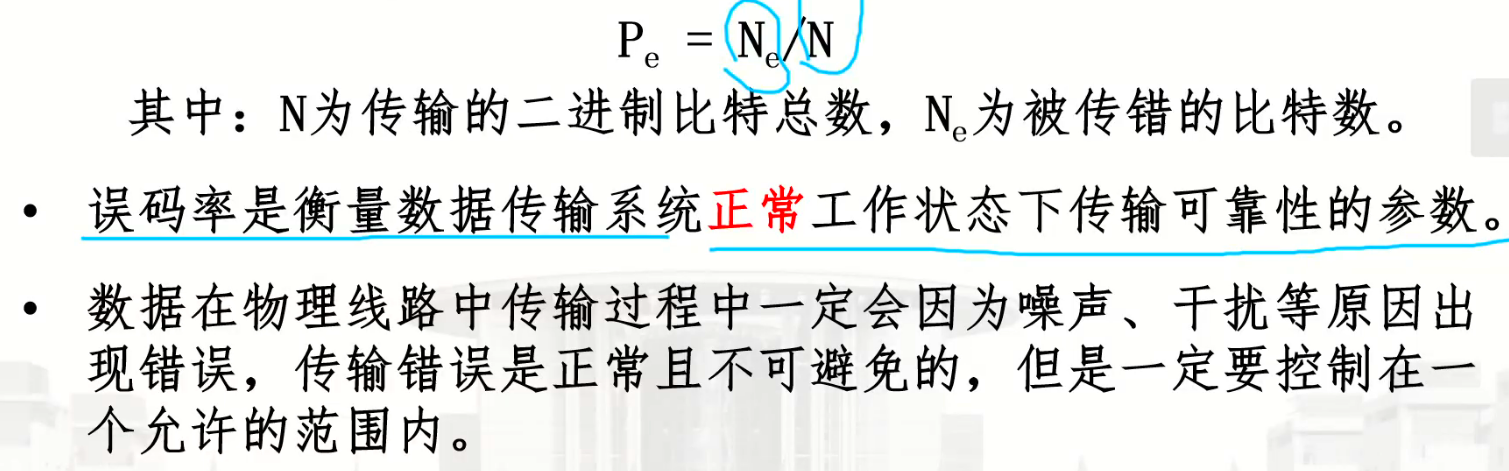 Pₑ = Nₑ/N
其中：N为传输的二进制比特总数，Nₑ为被传错的比特数。
• 误码率是衡量数据传输系统正常工作状态下传输可靠性的参数。
• 数据在物理线路中传输过程中一定会因为噪声、干扰等原因出
现错误，传输错误是正常且不可避免的，但是一定要控制在一
个允许的范围内。